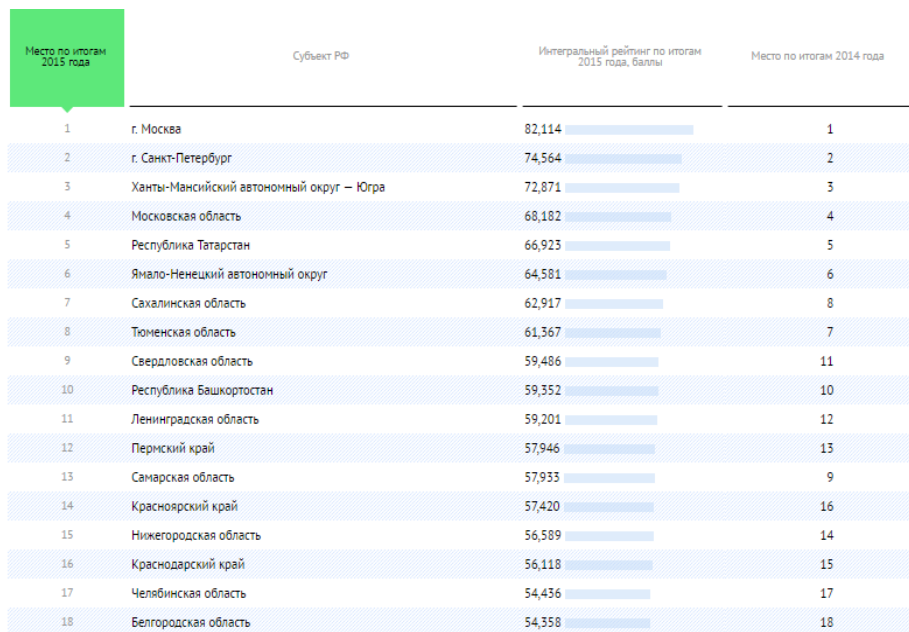 Место по итогам 2015 года
Субъект РФ
Интегральный рейтинг по итогам 2015 года, баллы
Место по итогам 2014 года
1 г. Москва 82,114 1
2 г. Санкт-Петербург 74,564 2
3 Ханты-Мансийский автономный округ — Югра 72,871 3
4 Московская область 68,182 4
5 Республика Татарстан 66,923 5
6 Ямало-Ненецкий автономный округ 64,581 6
7 Сахалинская область 62,917 8
8 Тюменская область 61,367 7
9 Свердловская область 59,486 11
10 Республика Башкортостан 59,352 10
11 Ленинградская область 59,201 12
12 Пермский край 57,946 13
13 Самарская область 57,933 9
14 Красноярский край 57,420 16
15 Нижегородская область 56,589 14
16 Краснодарский край 56,118 15
17 Челябинская область 54,436 17
18 Белгородская область 54,358 18